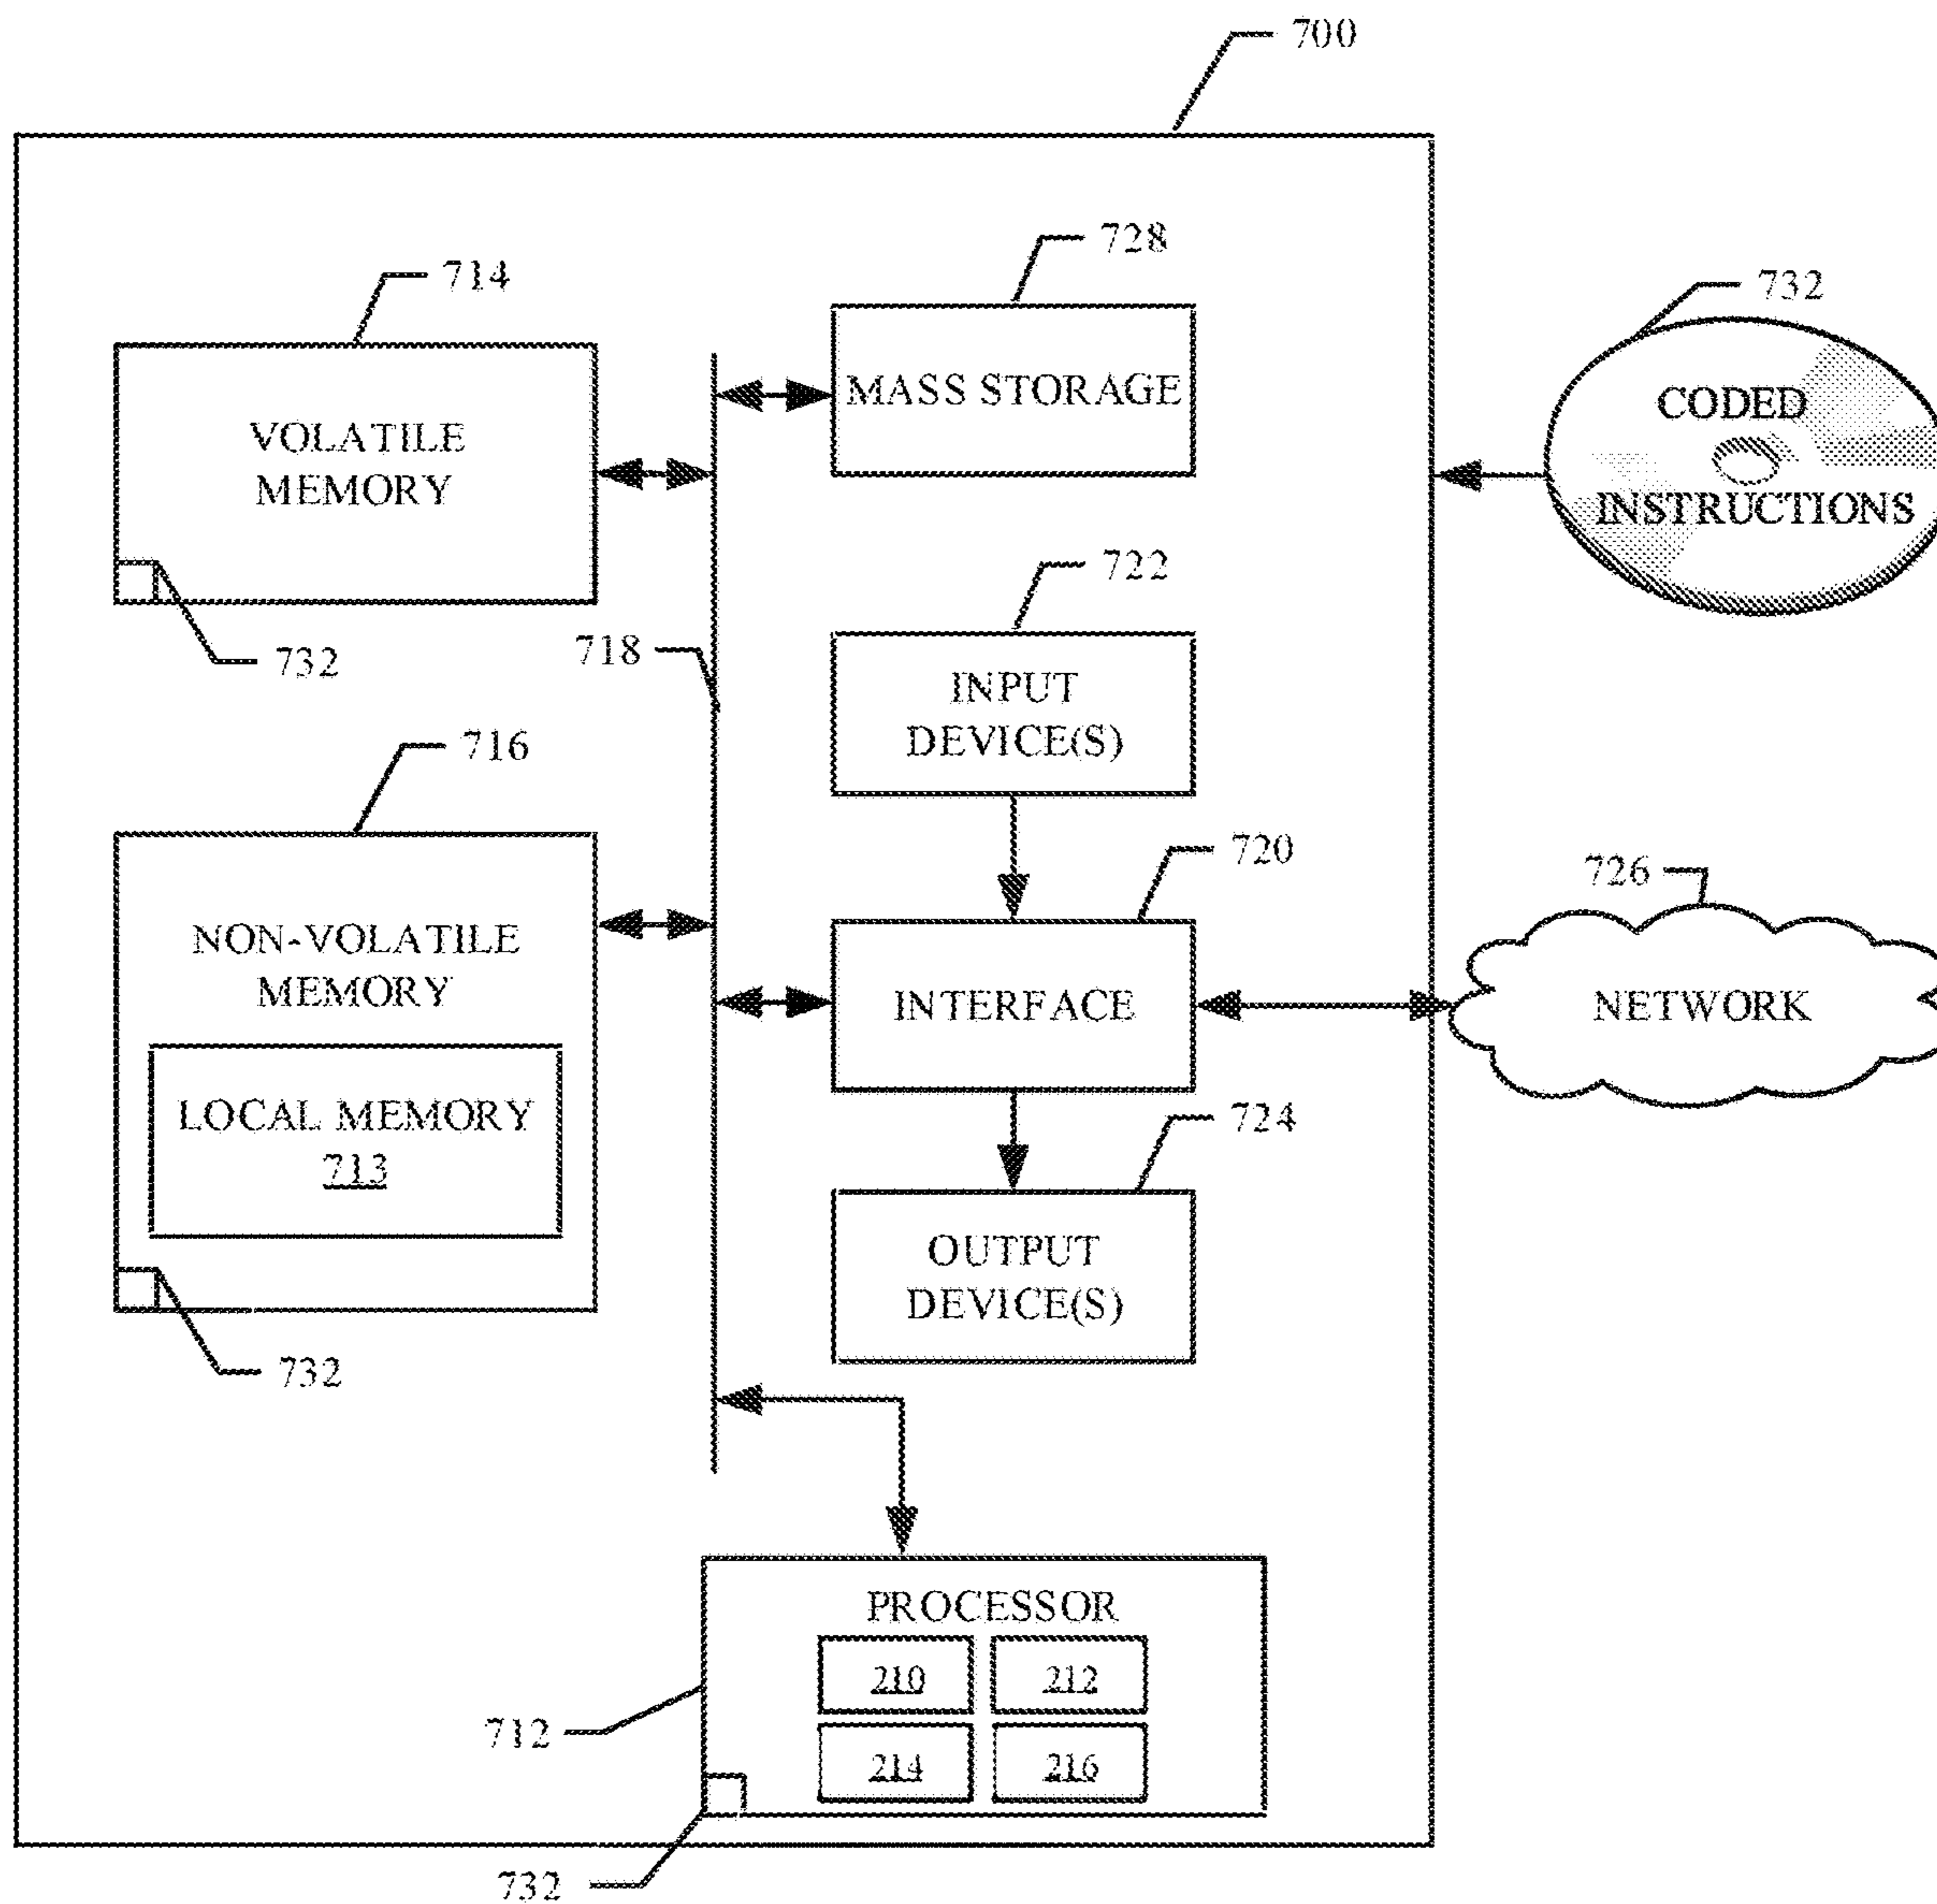 700
728
714
732
MASS STORAGE
VOLATILE
MEMORY
CODED
INSTRUCTIONS
722
732
718
INPUT
DEVICE(S)
716
720
726
NON-VOLATILE
MEMORY
INTERFACE
NETWORK
LOCAL MEMORY
713
724
OUTPUT
DEVICE(S)
732
PROCESSOR
210
212
712
214
216
732